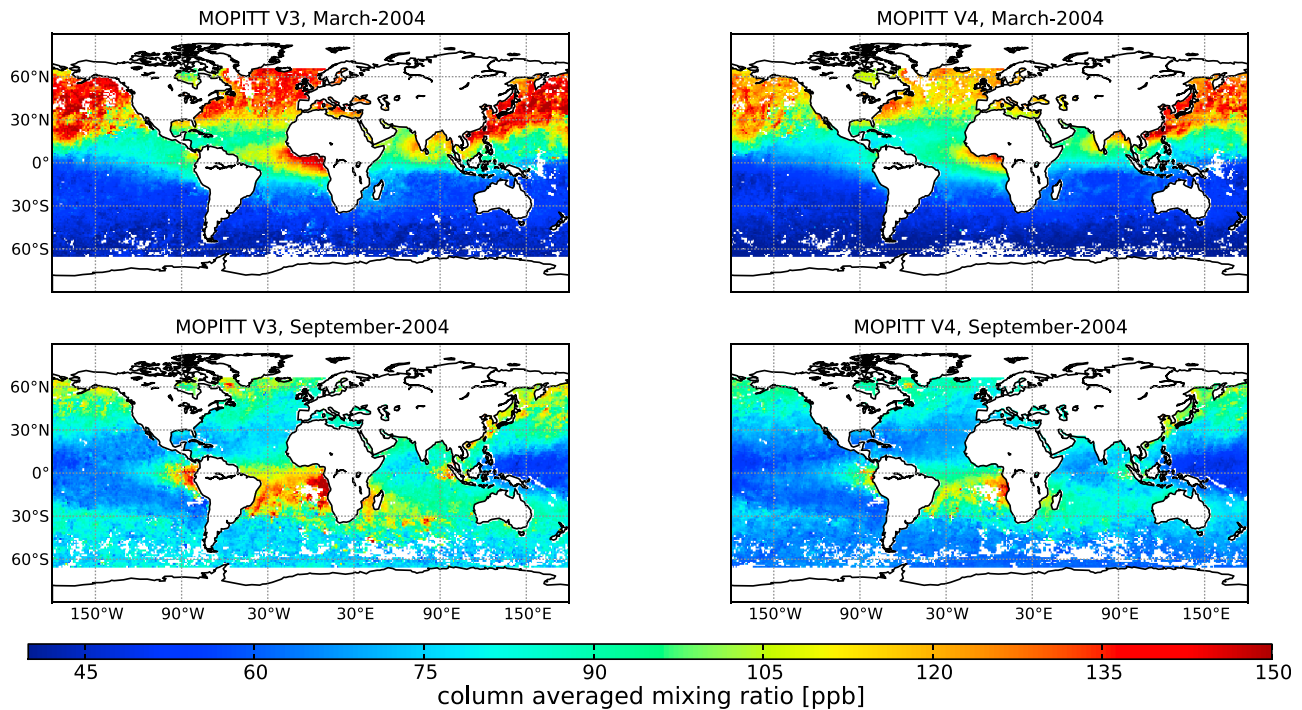 MOPITT V3, March-2004
MOPITT V4, March-2004
60°N
30°N
0°
30°S
60°S
MOPITT V3, September-2004
MOPITT V4, September-2004
60°N
30°N
0°
30°S
60°S
150°W 90°W 30°W 30°E 90°E 150°E
150°W 90°W 30°W 30°E 90°E 150°E
45 60 75 90 105 120 135 150
column averaged mixing ratio [ppb]